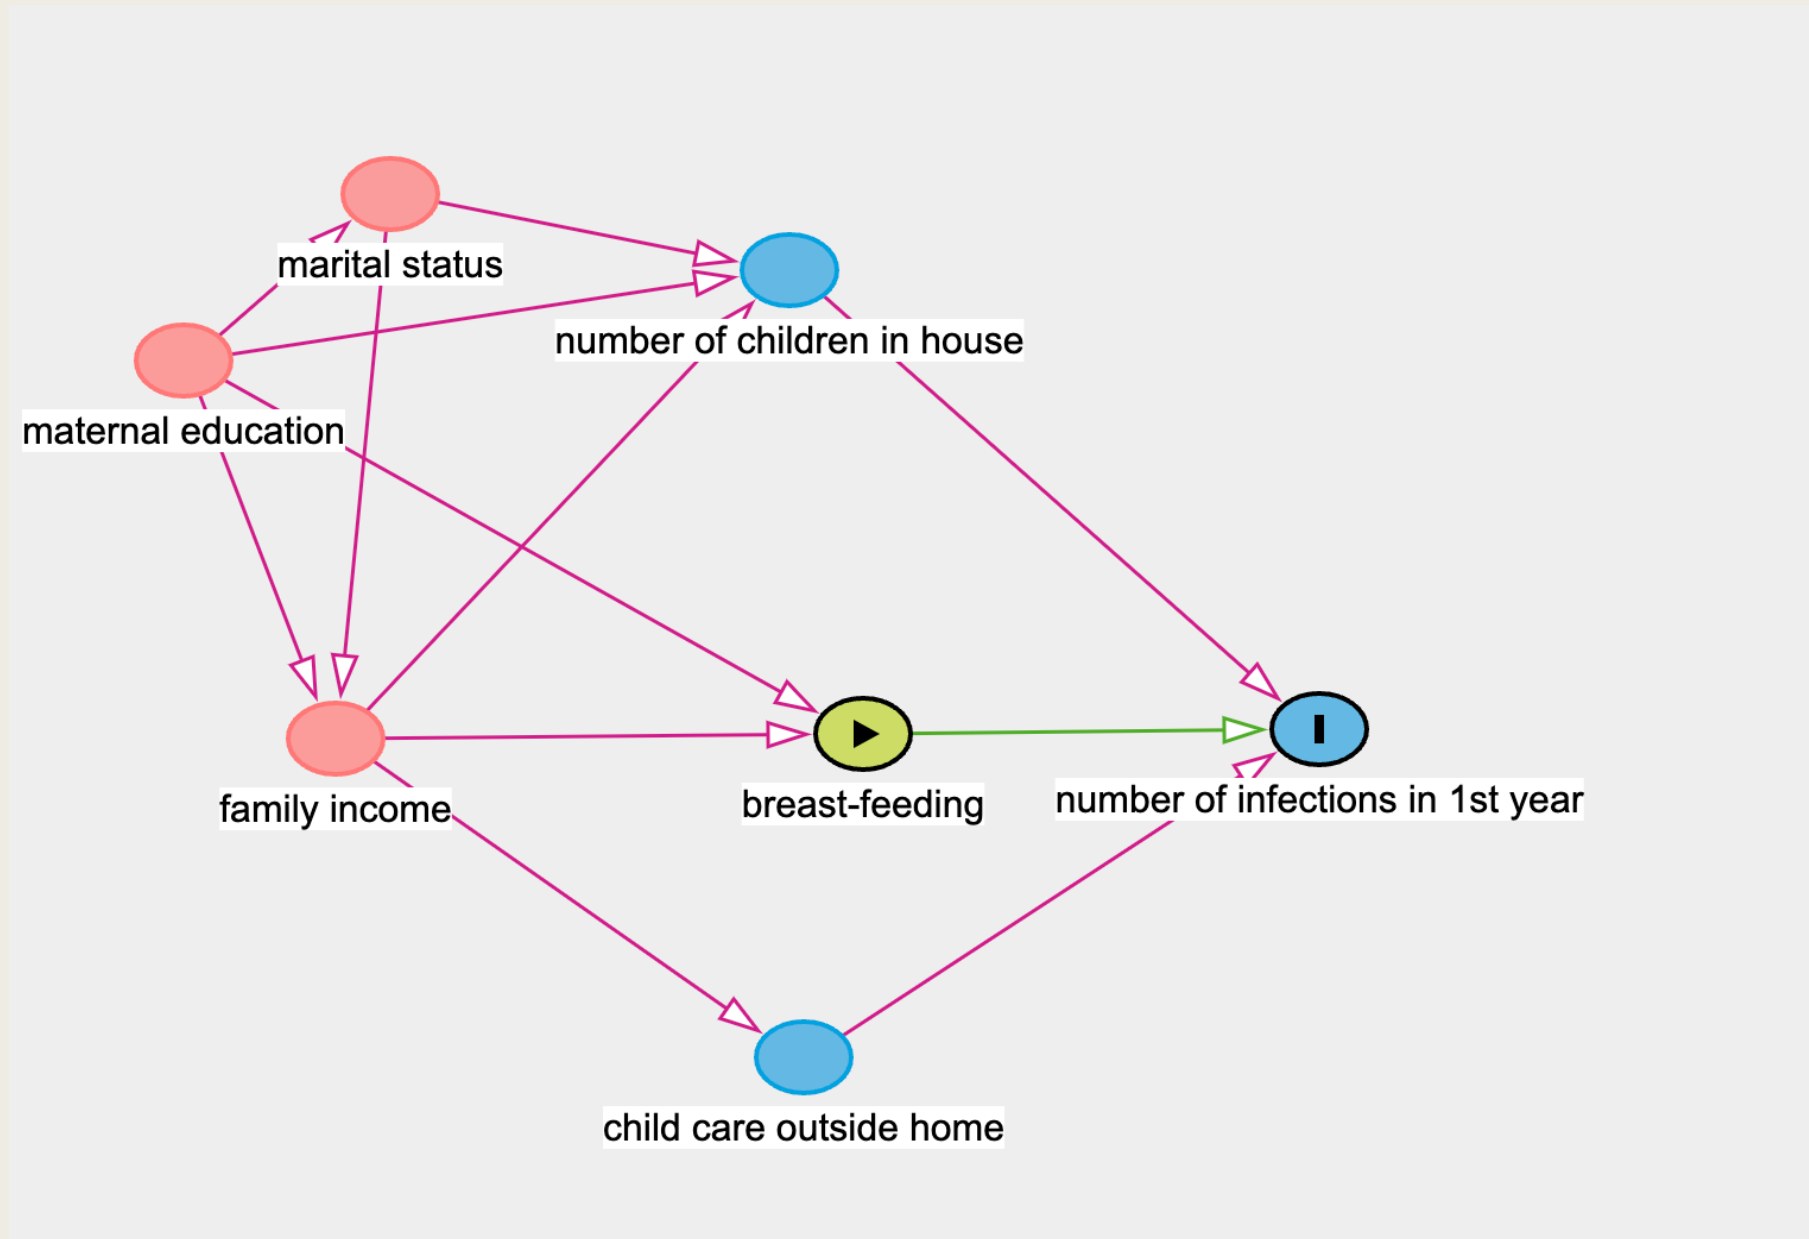 marital status
number of children in house
maternal education
family income
breast-feeding
number of infections in 1st year
child care outside home